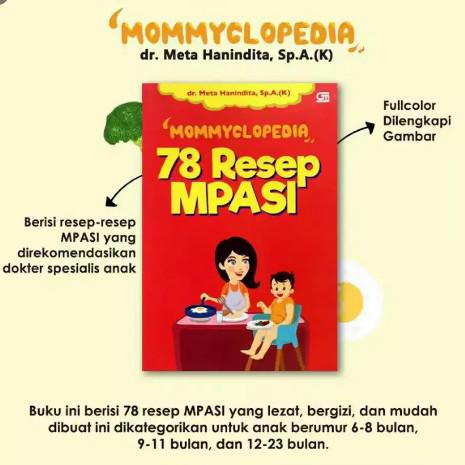 MOMMYCLOPEDIA
dr. Meta Hanindita, Sp.A.(K)
dr. Meta Hanindita, Sp.A.(K)
MOMMYCLOPEDIA
78 Resep
MPASI
Fullcolor
Dilengkapi
Gambar
Berisi resep-resep
MPASI yang
direkomendasikan
dokter spesialis anak
Buku ini berisi 78 resep MPASI yang lezat, bergizi, dan mudah
dibuat ini dikategorikan untuk anak berumur 6-8 bulan,
9-11 bulan, dan 12-23 bulan.